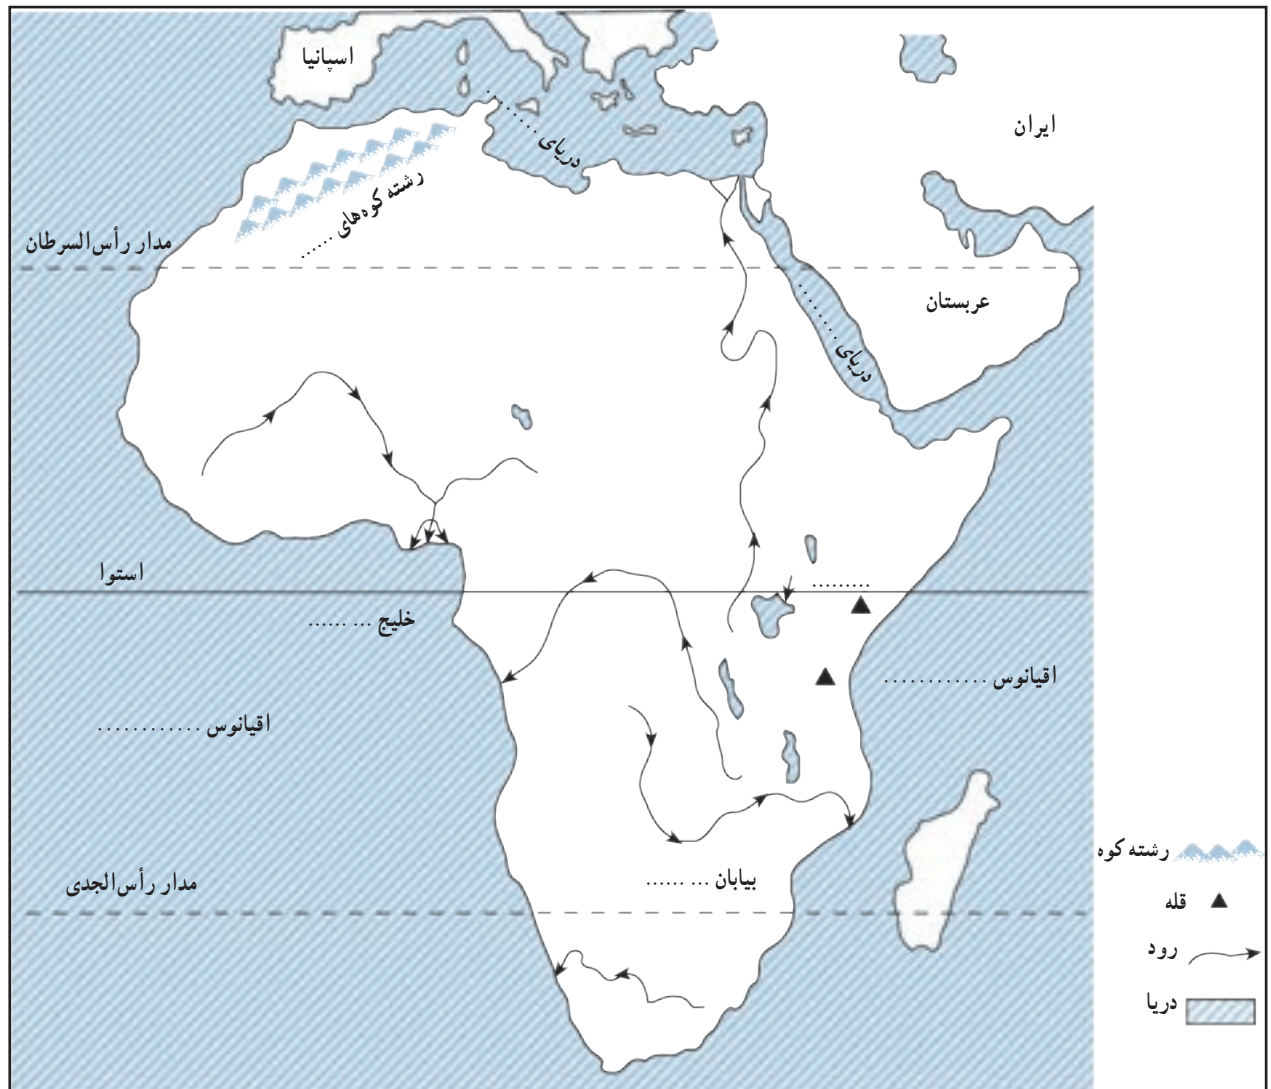 اسپانیا
ایران
دریای ........
رشته کوه‌های ......
مدار رأس‌السرطان
عربستان
دریای ........
استوا
.........
خلیج ... ......
اقیانوس ............
اقیانوس ............
بیابان ... ......
مدار رأس‌الجدی
رشته کوه
قله
رود
دریا